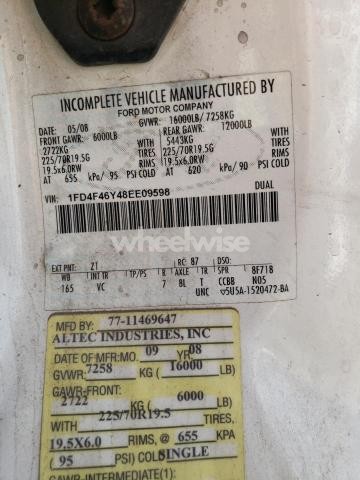 INCOMPLETE VEHICLE MANUFACTURED BY
FORD MOTOR COMPANY
DATE: 05/08 GVWR: 16000LB/ 7258KG
FRONT GAWR: 6000LB REAR GAWR: 12000LB
2722KG 5443KG
225/70R19.5G TIRES 225/70R19.5G TIRES
19.5x6.0RW RIMS 19.5x6.0RW RIMS
AT 655 kPa/ 95 PSI COLD AT 620 kPa/ 90 PSI COLD
VIN: 1FD4F46Y48EE09598 DUAL
wheelwise
EXT PNT: Z1 RC: 87 DSO:
WB INT TR TP/PS R AXLE TR SPR 8F718
165 VC 7 BL T CCBB N05
UNC 5U5A-1520472-BA
77-11469647
MFG BY: ALTEC INDUSTRIES, INC
DATE OF MFR: MO: 09 YR: 08
GVWR: 7258 KG ( 16000 LB)
GAWR-FRONT:
2722 KG ( 6000 LB)
WITH 225/70R19.5 TIRES,
19.5X6.0 RIMS, @ 655 KPA
( 95 PSI) COLD SINGLE
GAWR-INTERMEDIATE(1):